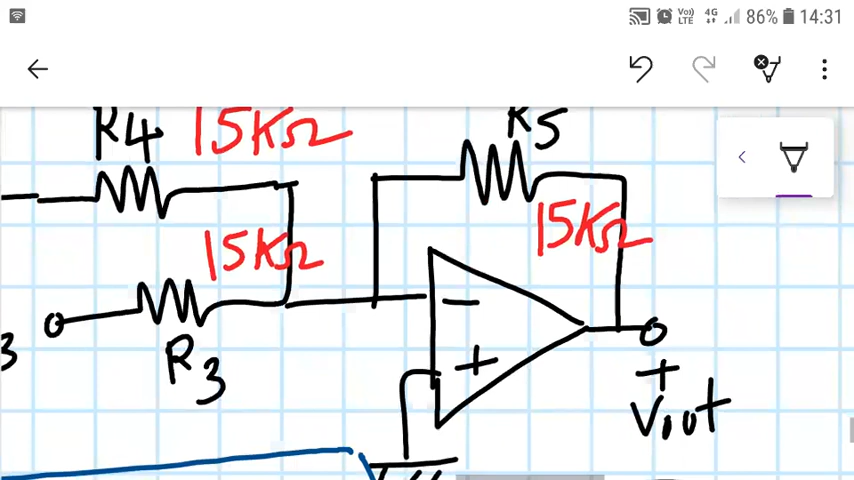 Vo)) 4G 86% 14:31
LTE
R4 15KΩ R5
15KΩ 15KΩ
−
3 R3 +
+
Vout